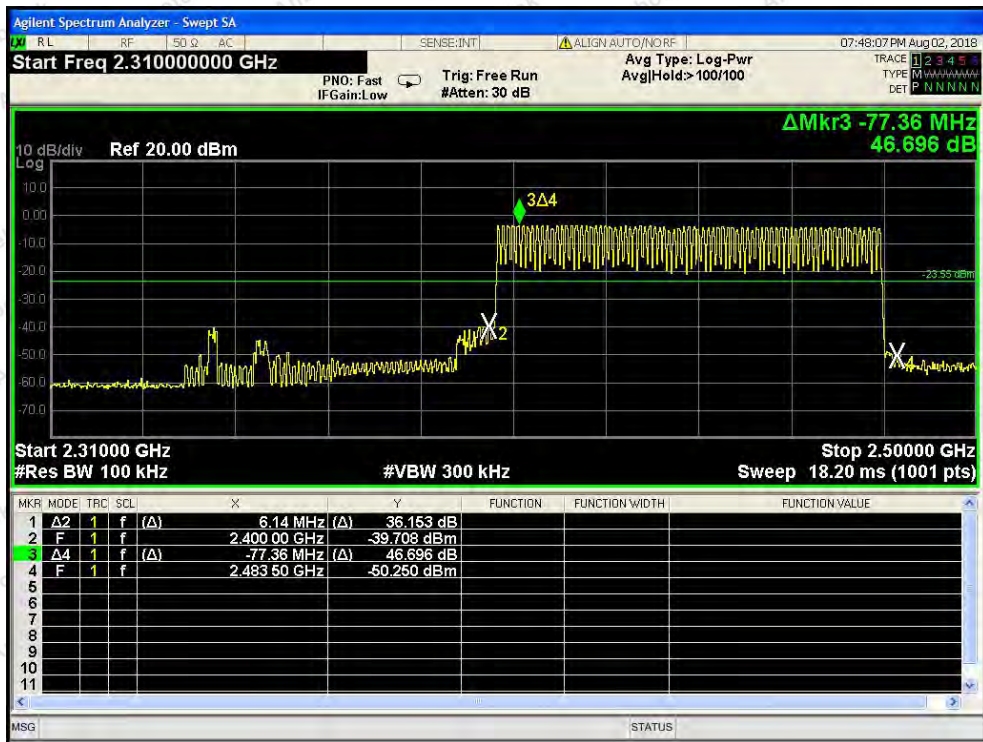 Agilent Spectrum Analyzer - Swept SA
LXI RL RF 50 Ω AC SENSE:INT ALIGN AUTO/NO RF 07:48:07 PM Aug 02, 2018
Start Freq 2.310000000 GHz
PNO: Fast
IFGain:Low
Trig: Free Run
#Atten: 30 dB
Avg Type: Log-Pwr
Avg|Hold:> 100/100
TRACE 1 2 3 4 5 6
TYPE M
DET P N N N N N
ΔMkr3 -77.36 MHz
46.696 dB
10 dB/div Ref 20.00 dBm
Log
10.0
0.00
-10.0
-20.0
-30.0
-40.0
-50.0
-60.0
-70.0
3Δ4
-23.55 dBm
2
4
Start 2.31000 GHz Stop 2.50000 GHz
#Res BW 100 kHz #VBW 300 kHz Sweep 18.20 ms (1001 pts)
MKR MODE TRC SCL X Y FUNCTION FUNCTION WIDTH FUNCTION VALUE
1 Δ2 1 f (Δ) 6.14 MHz (Δ) 36.153 dB
2 F 1 f 2.400 00 GHz -39.708 dBm
3 Δ4 1 f (Δ) -77.36 MHz (Δ) 46.696 dB
4 F 1 f 2.483 50 GHz -50.250 dBm
5
6
7
8
9
10
11
MSG STATUS